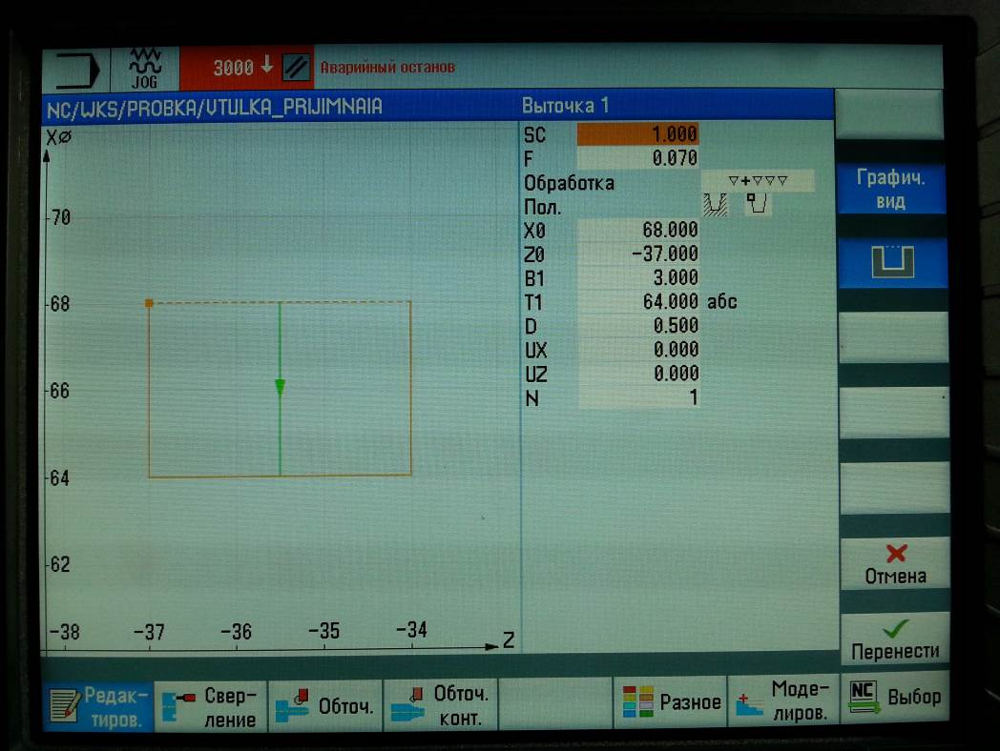 3000 ↓ Аварийный останов
JOG
NC/WKS/PROBKA/VTULKA_PRIJIMNAIA
Выточка 1
XØ
70
68
66
64
62
-38 -37 -36 -35 -34 Z
SC 1.000
F 0.070
Обработка ▽+▽▽▽
Пол.
X0 68.000
Z0 -37.000
B1 3.000
T1 64.000 абс
D 0.500
UX 0.000
UZ 0.000
N 1
Графич.
вид
Отмена
Перенести
Редак-
тиров.
Свер-
ление
Обточ.
Обточ.
конт.
Разное
Моде-
лиров.
NC Выбор